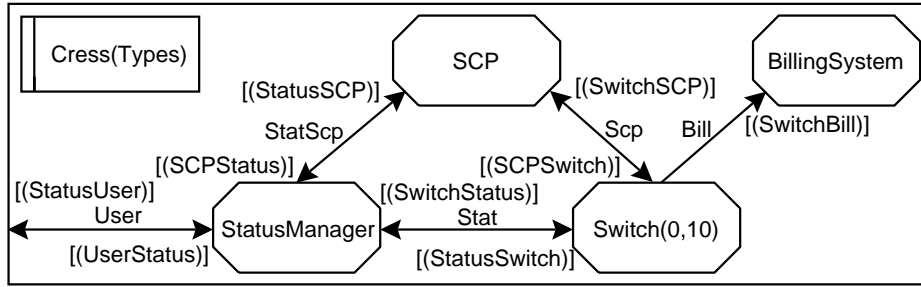 Cress(Types)
SCP
BillingSystem
[(StatusSCP)]
[(SwitchSCP)]
StatScp
Scp
Bill
[(SwitchBill)]
[(SCPStatus)]
[(SCPSwitch)]
[(StatusUser)]
[(SwitchStatus)]
User
StatusManager
Stat
Switch(0,10)
[(UserStatus)]
[(StatusSwitch)]